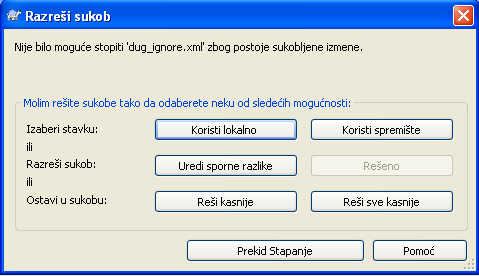 Razreši sukob
Nije bilo moguće stopiti 'dug_ignore.xml' zbog postoje sukobljene izmene.
Molim rešite sukobe tako da odaberete neku od sledećih mogućnosti:
Izaberi stavku: Koristi lokalno Koristi spremište
ili
Razreši sukob: Uredi sporne razlike Rešeno
ili
Ostavi u sukobu: Reši kasnije Reši sve kasnije
Prekid Stapanje Pomoć